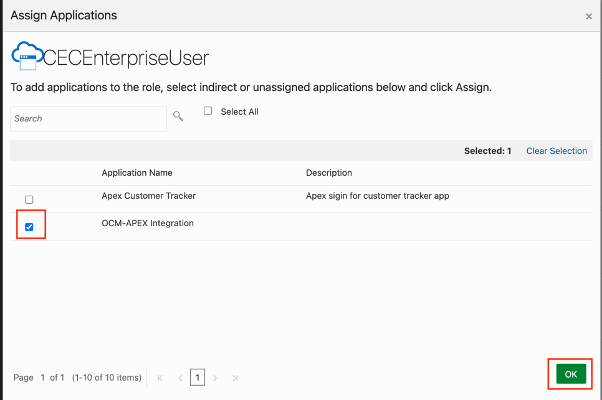 Assign Applications ×
CECEnterpriseUser
To add applications to the role, select indirect or unassigned applications below and click Assign.
Search Select All
Selected: 1 Clear Selection
Application Name Description
Apex Customer Tracker Apex sigin for customer tracker app
OCM-APEX Integration
Page 1 of 1 (1-10 of 10 items) 1 OK